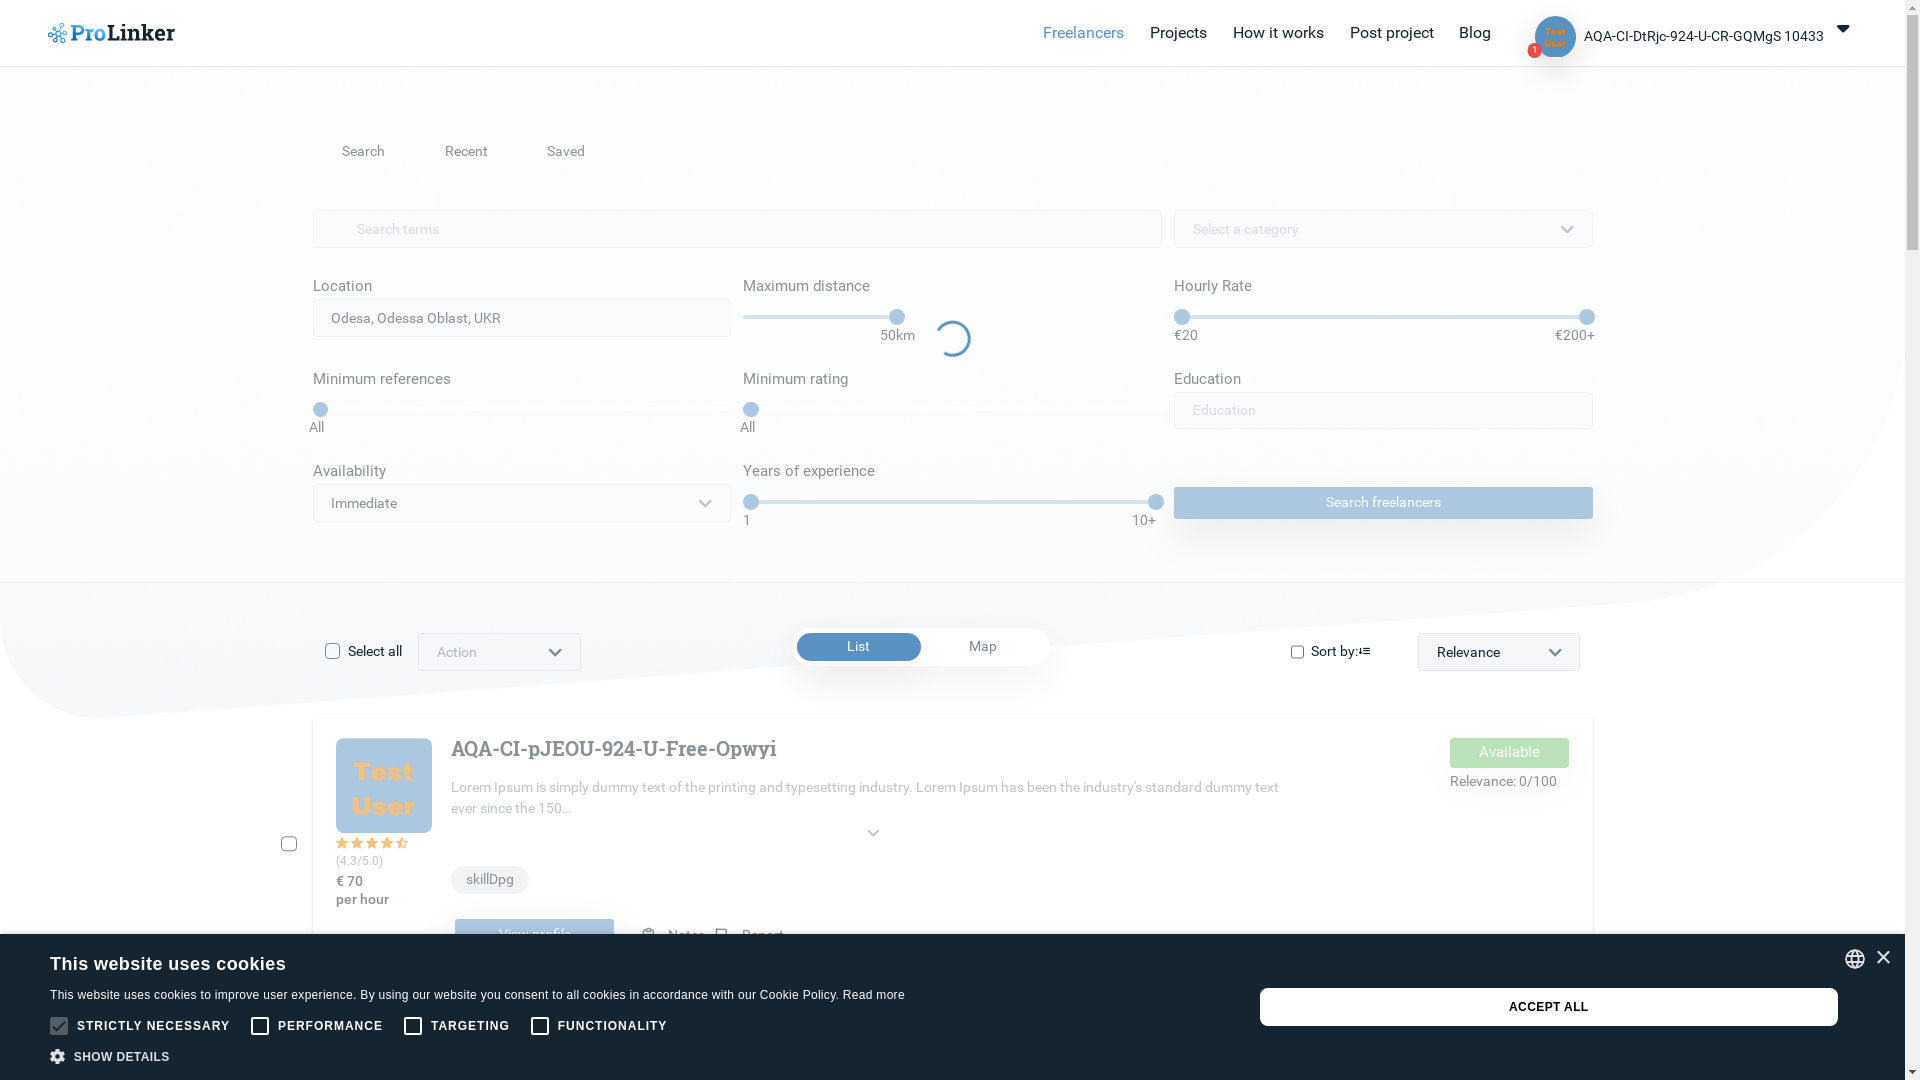 ProLinker
Freelancers
Projects
How it works
Post project
Blog
Test
User
1
AQA-CI-DtRjc-924-U-CR-GQMgS 10433
Search
Recent
Saved
Search terms
Select a category
Location
Maximum distance
Hourly Rate
Odesa, Odessa Oblast, UKR
50km
€20
€200+
Minimum references
Minimum rating
Education
All
All
Education
Availability
Years of experience
Immediate
1
10+
Search freelancers
Select all
Action
List
Map
Sort by:
Relevance
Test
User
AQA-CI-pJEOU-924-U-Free-Opwyi
Available
Lorem Ipsum is simply dummy text of the printing and typesetting industry. Lorem Ipsum has been the industry's standard dummy text
ever since the 150...
Relevance: 0/100
(4.3/5.0)
€ 70
per hour
skillDpg
View profile
Notes
Report
This website uses cookies
This website uses cookies to improve user experience. By using our website you consent to all cookies in accordance with our Cookie Policy. Read more
STRICTLY NECESSARY
PERFORMANCE
TARGETING
FUNCTIONALITY
SHOW DETAILS
ACCEPT ALL
×